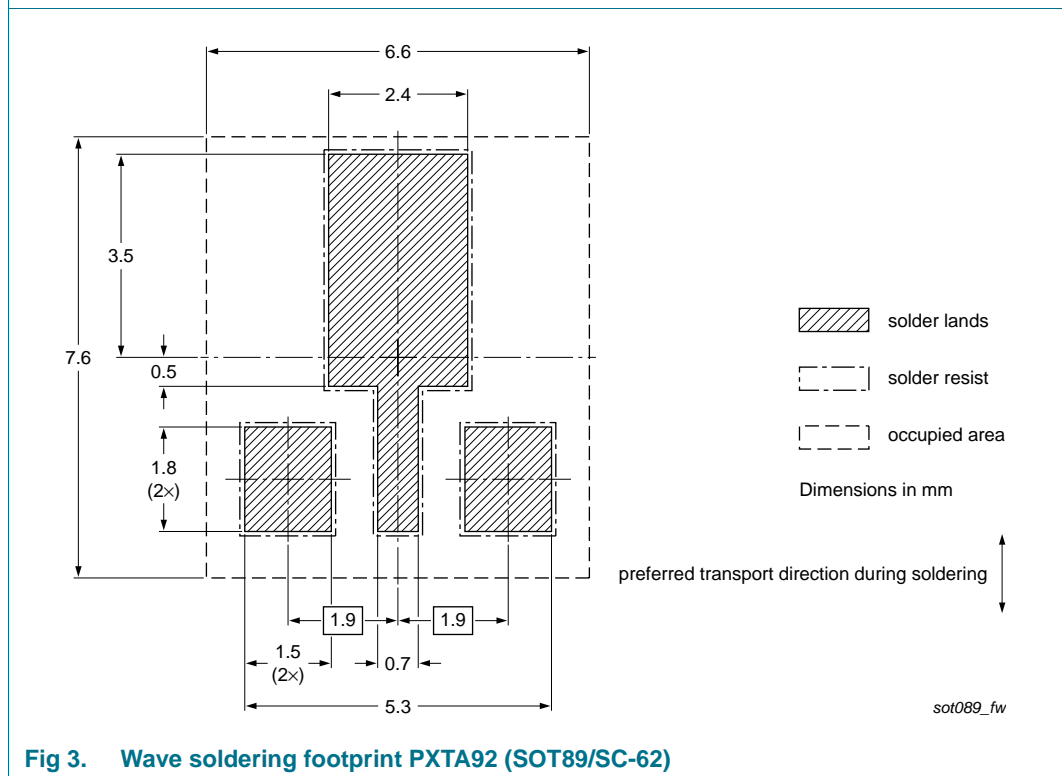 6.6
2.4
3.5
7.6
0.5
solder lands
solder resist
occupied area
1.8
(2×)
Dimensions in mm
preferred transport direction during soldering
1.9
1.9
1.5
(2×)
0.7
5.3
sot089_fw
Fig 3. Wave soldering footprint PXTA92 (SOT89/SC-62)